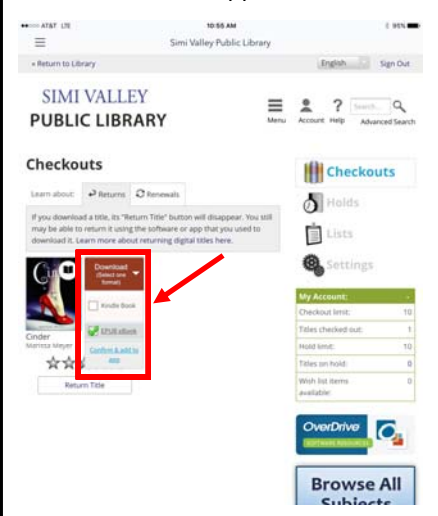 AT&T LTE 10:55 AM 95%
Simi Valley Public Library
« Return to Library English Sign Out
SIMI VALLEY
PUBLIC LIBRARY
Menu Account Help Search... Advanced Search
Checkouts
Learn about: Returns Renewals
If you download a title, its "Return Title" button will disappear. You still
may be able to return it using the software or app that you used to
download it. Learn more about returning digital titles here.
Cinder
Download
(Select one
format)
Kindle Book
EPUB eBook
Confirm & add to
app
Cinder
Marissa Meyer
Return Title
Checkouts
Holds
Lists
Settings
My Account: -
Checkout limit: 10
Titles checked out: 1
Hold limit: 10
Titles on hold: 0
Wish list items
available: 0
OverDrive
SOFTWARE RESOURCES
Browse All
Subjects